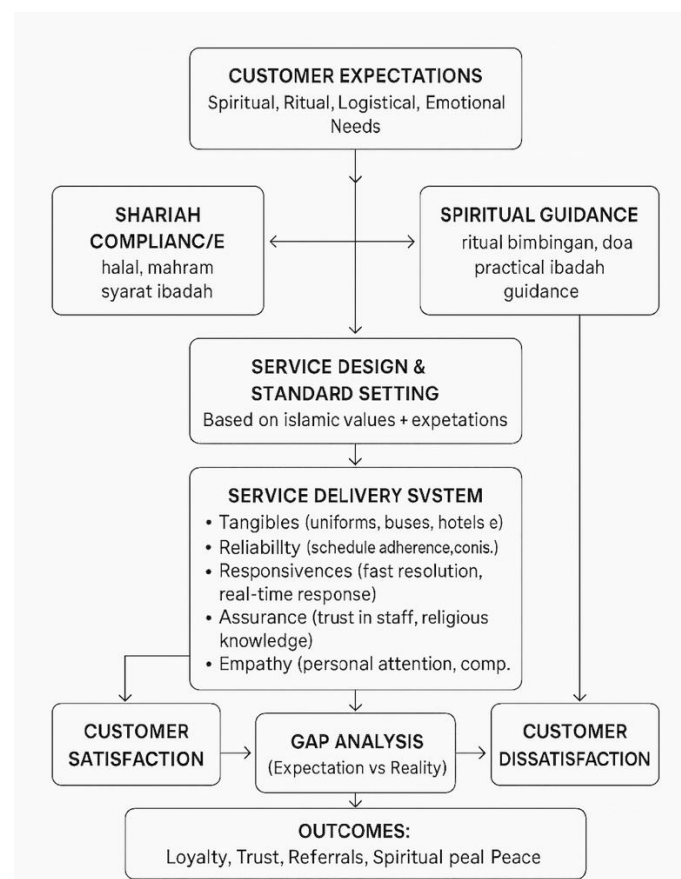 CUSTOMER EXPECTATIONS
Spiritual, Ritual, Logistical, Emotional
Needs
SHARIAH
COMPLIANC/E
halal, mahram
syarat ibadah
SPIRITUAL GUIDANCE
ritual bimbingan, doa
practical ibadah
guidance
SERVICE DESIGN &
STANDARD SETTING
Based on islamic values + expetations
SERVICE DELIVERY SVSTEM
• Tangibles (uniforms, buses, hotels e)
• Reliabillty (schedule adherence,conis.)
• Responsivences (fast resolution,
real-time response)
• Assurance (trust in staff, religious
knowledge)
• Empathy (personal attention, comp.
CUSTOMER
SATISFACTION
GAP ANALYSIS
(Expectation vs Reality)
CUSTOMER
DISSATISFACTION
OUTCOMES:
Loyalty, Trust, Referrals, Spiritual peal Peace